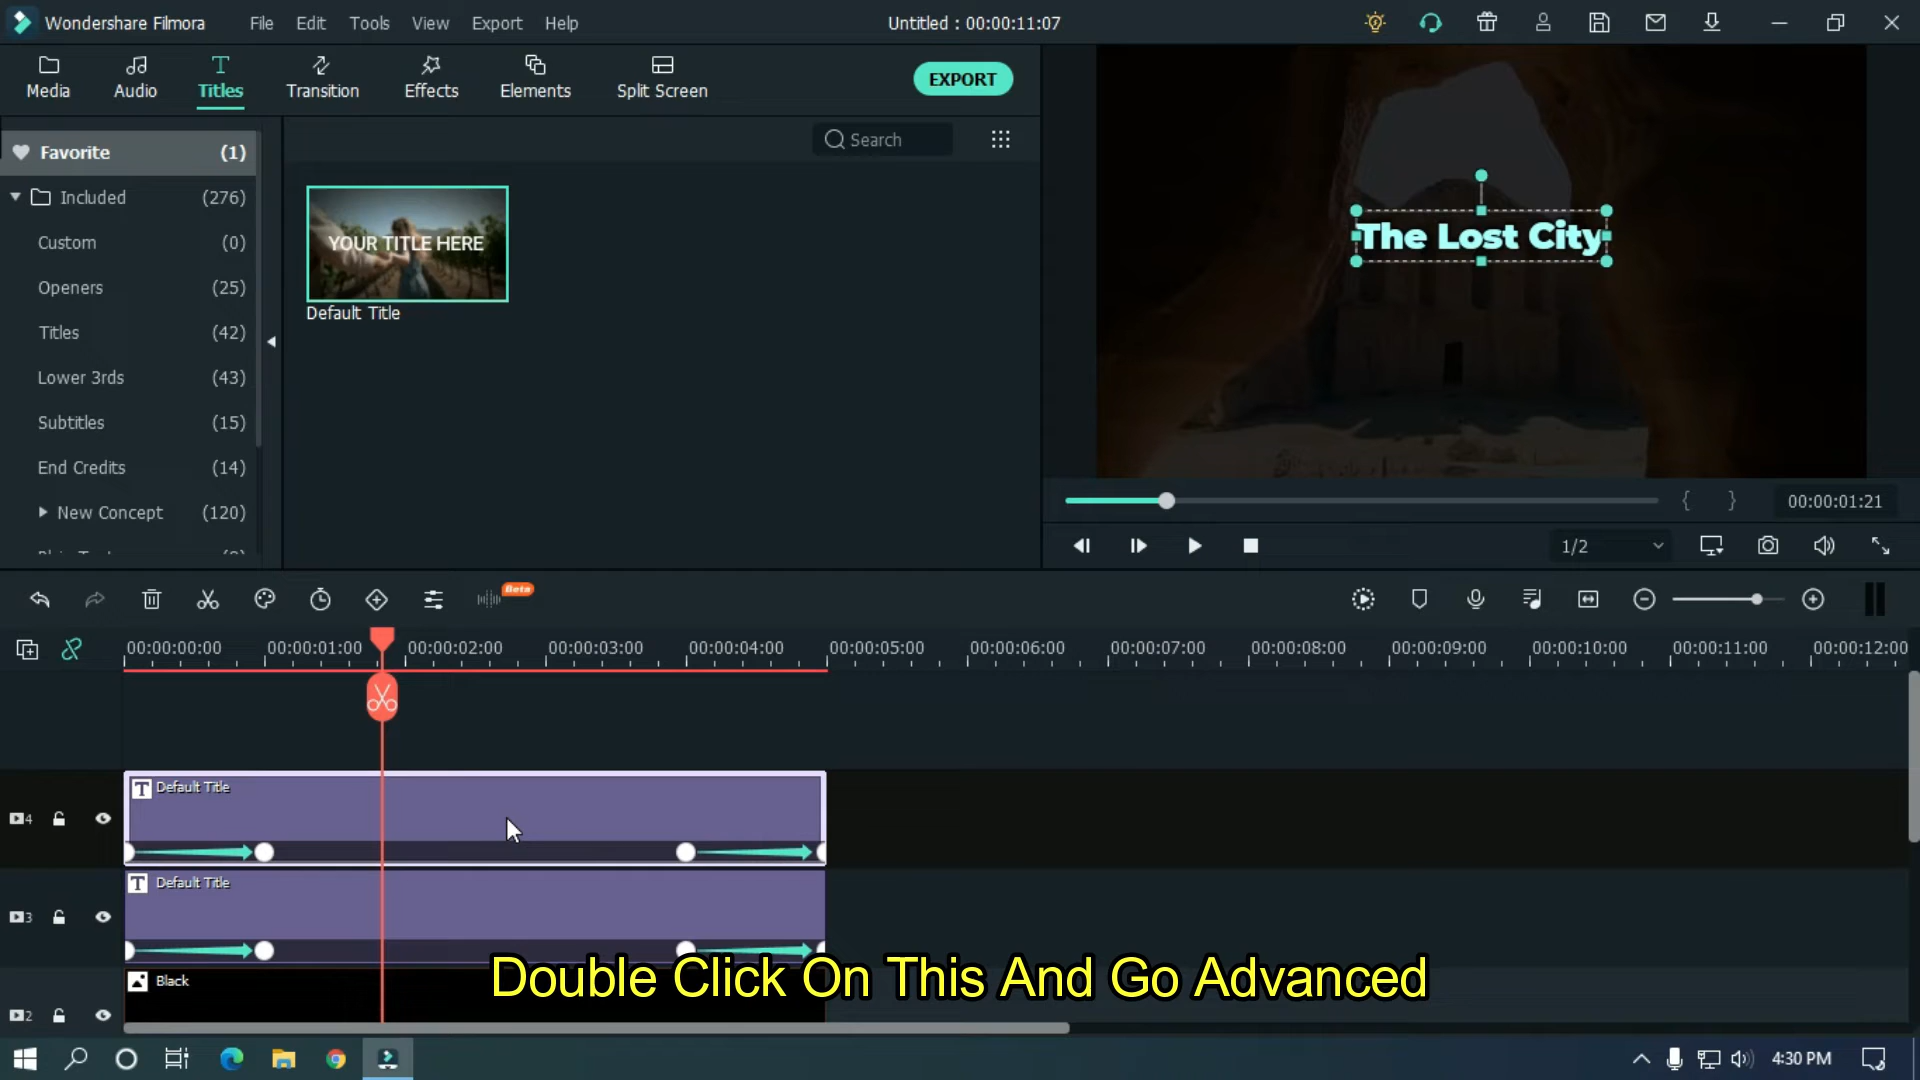 Wondershare Filmora File Edit Tools View Export Help Untitled : 00:00:11:07
Media Audio Titles Transition Effects Elements Split Screen EXPORT
Favorite (1)
Search
Included (276)
Custom (0)
Openers (25)
Titles (42)
Lower 3rds (43)
Subtitles (15)
End Credits (14)
New Concept (120)
YOUR TITLE HERE
Default Title
The Lost City
{ } 00:00:01:21
1/2
Beta
00:00:00:00 00:00:01:00 00:00:02:00 00:00:03:00 00:00:04:00 00:00:05:00 00:00:06:00 00:00:07:00 00:00:08:00 00:00:09:00 00:00:10:00 00:00:11:00 00:00:12:00
4 T Default Title
3 T Default Title
2 Black
Double Click On This And Go Advanced
4:30 PM